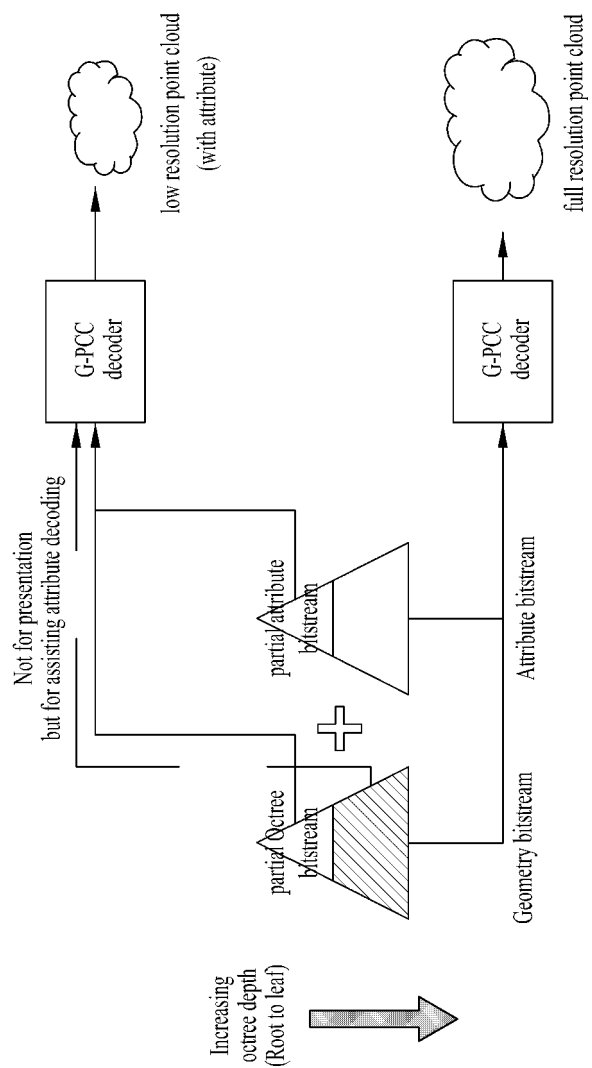 Increasing
octree depth
(Root to leaf)
Not for presentation
but for assisting attribute decoding
partial Octree
bitstream
partial attribute
bitstream
Geometry bitstream
Attribute bitstream
G-PCC
decoder
low resolution point cloud
(with attribute)
G-PCC
decoder
full resolution point cloud